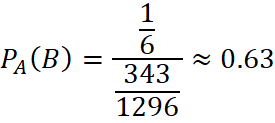 P_A(B) = (1/6)/(343/1296) ≈ 0.63